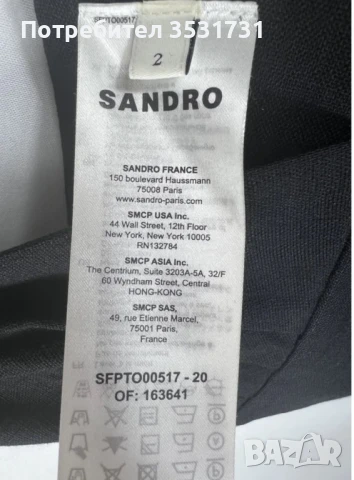 Потребител 3531731
SFPTO00517
2
SANDRO
SANDRO FRANCE
150 boulevard Haussmann
75008 Paris
www.sandro-paris.com
SMCP USA Inc.
44 Wall Street, 12th Floor
New York, New York 10005
RN132784
SMCP ASIA Inc.
The Centrium, Suite 3203A-5A, 32/F
60 Wyndham Street, Central
HONG-KONG
SMCP SAS,
49, rue Etienne Marcel,
75001 Paris,
France
SFPTO00517 - 20
OF: 163641
bazar